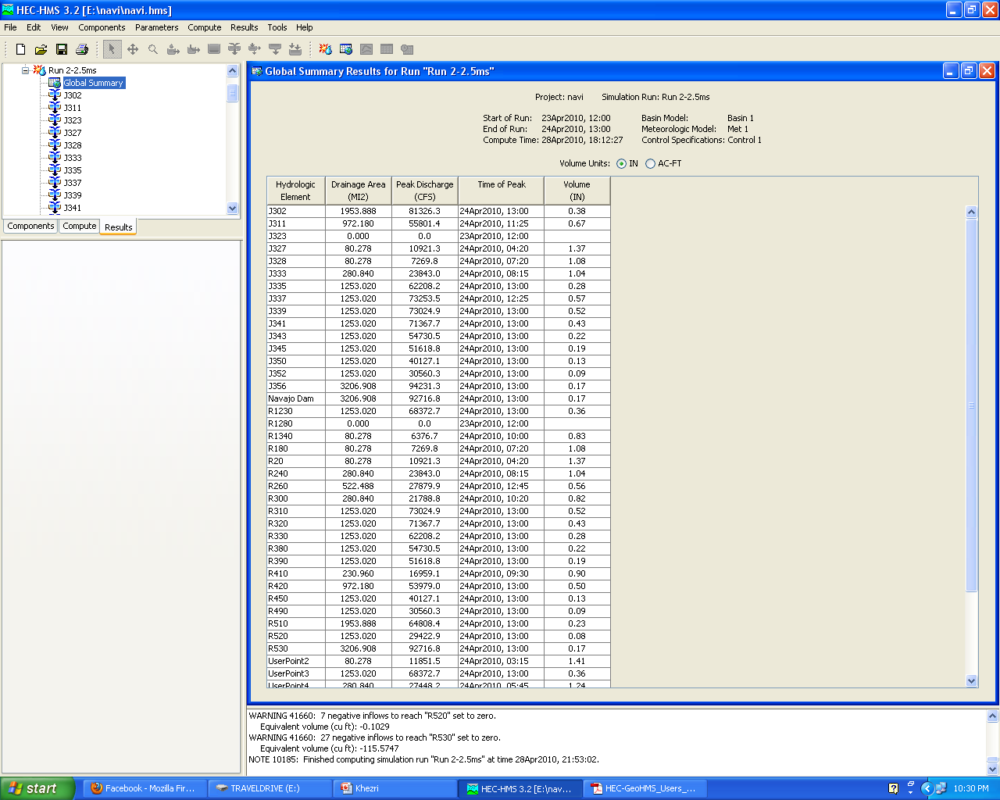 HEC-HMS 3.2 [E:\navi\navi.hms]
File Edit View Components Parameters Compute Results Tools Help
Run 2-2.5ms
Global Summary
J302
J311
J323
J327
J328
J333
J335
J337
J339
J341
Components Compute Results
Global Summary Results for Run "Run 2-2.5ms"
Project: navi Simulation Run: Run 2-2.5ms
Start of Run: 23Apr2010, 12:00 Basin Model: Basin 1
End of Run: 24Apr2010, 13:00 Meteorologic Model: Met 1
Compute Time: 28Apr2010, 18:12:27 Control Specifications: Control 1
Volume Units: IN AC-FT
Hydrologic Drainage Area Peak Discharge Time of Peak Volume
Element (MI2) (CFS) (IN)
J302 1953.888 81326.3 24Apr2010, 13:00 0.38
J311 972.180 55801.4 24Apr2010, 11:25 0.67
J323 0.000 0.0 23Apr2010, 12:00
J327 80.278 10921.3 24Apr2010, 04:20 1.37
J328 80.278 7269.8 24Apr2010, 07:20 1.08
J333 280.840 23843.0 24Apr2010, 08:15 1.04
J335 1253.020 62208.2 24Apr2010, 13:00 0.28
J337 1253.020 73253.5 24Apr2010, 12:25 0.57
J339 1253.020 73024.9 24Apr2010, 13:00 0.52
J341 1253.020 71367.7 24Apr2010, 13:00 0.43
J343 1253.020 54730.5 24Apr2010, 13:00 0.22
J345 1253.020 51618.8 24Apr2010, 13:00 0.19
J350 1253.020 40127.1 24Apr2010, 13:00 0.13
J352 1253.020 30560.3 24Apr2010, 13:00 0.09
J356 3206.908 94231.3 24Apr2010, 13:00 0.17
Navajo Dam 3206.908 92716.8 24Apr2010, 13:00 0.17
R1230 1253.020 68372.7 24Apr2010, 13:00 0.36
R1280 0.000 0.0 23Apr2010, 12:00
R1340 80.278 6376.7 24Apr2010, 10:00 0.83
R180 80.278 7269.8 24Apr2010, 07:20 1.08
R20 80.278 10921.3 24Apr2010, 04:20 1.37
R240 280.840 23843.0 24Apr2010, 08:15 1.04
R260 522.488 27879.9 24Apr2010, 12:45 0.56
R300 280.840 21788.8 24Apr2010, 10:20 0.82
R310 1253.020 73024.9 24Apr2010, 13:00 0.52
R320 1253.020 71367.7 24Apr2010, 13:00 0.43
R330 1253.020 62208.2 24Apr2010, 13:00 0.28
R380 1253.020 54730.5 24Apr2010, 13:00 0.22
R390 1253.020 51618.8 24Apr2010, 13:00 0.19
R410 230.960 16959.1 24Apr2010, 09:30 0.90
R420 972.180 53979.0 24Apr2010, 13:00 0.50
R450 1253.020 40127.1 24Apr2010, 13:00 0.13
R490 1253.020 30560.3 24Apr2010, 13:00 0.09
R510 1953.888 64808.4 24Apr2010, 13:00 0.23
R520 1253.020 29422.9 24Apr2010, 13:00 0.08
R530 3206.908 92716.8 24Apr2010, 13:00 0.17
UserPoint2 80.278 11851.5 24Apr2010, 03:15 1.41
UserPoint3 1253.020 68372.7 24Apr2010, 13:00 0.36
UserPoint4 280.840 27448.2 24Apr2010, 05:45 1.24
WARNING 41660: 7 negative inflows to reach "R520" set to zero.
Equivalent volume (cu ft): -0.1029
WARNING 41660: 27 negative inflows to reach "R530" set to zero.
Equivalent volume (cu ft): -115.5747
NOTE 10185: Finished computing simulation run "Run 2-2.5ms" at time 28Apr2010, 21:53:02.
start Facebook - Mozilla Fir... TRAVELDRIVE (E:) Khezri HEC-HMS 3.2 [E:\nav... HEC-GeoHMS_Users_... 10:30 PM